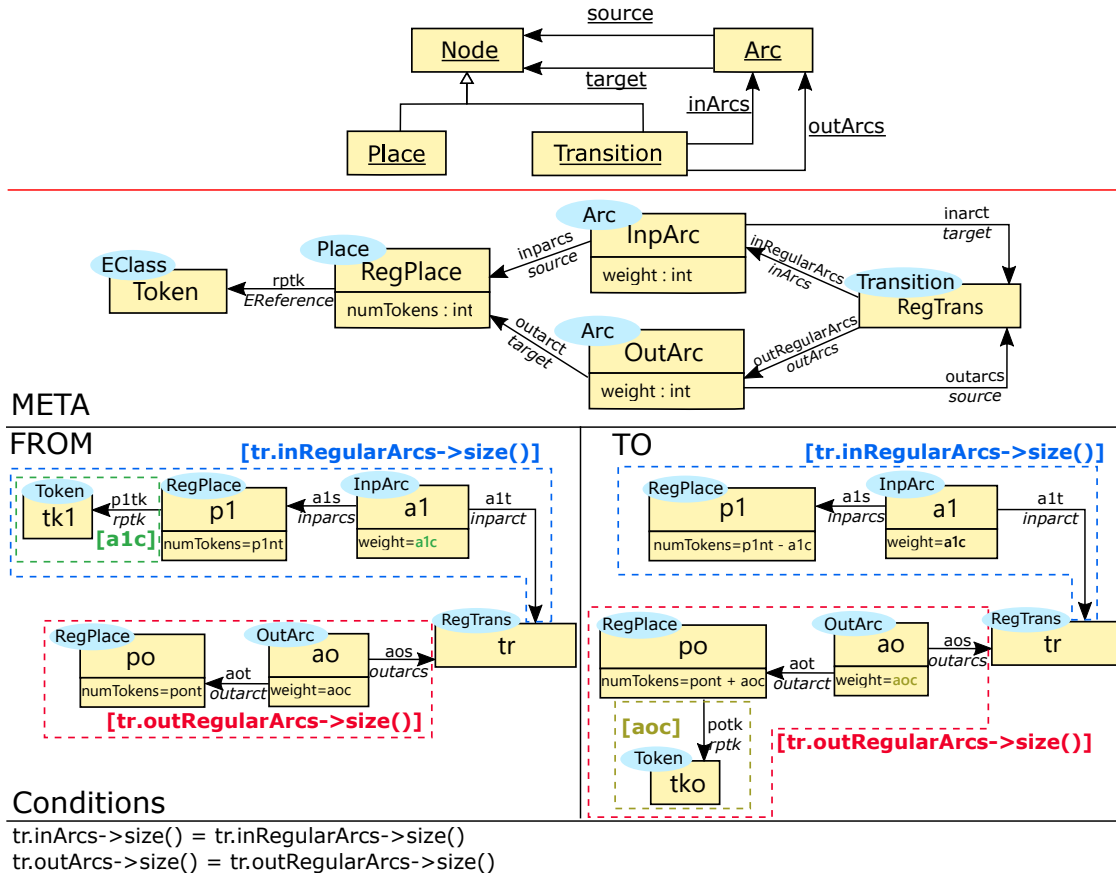 source
Node
Arc
target
inArcs
outArcs
Place
Transition
Arc
InpArc
weight : int
inarct
target
Place
RegPlace
numTokens : int
inparcs
source
inRegularArcs
inArcs
EClass
Token
rptk
EReference
Transition
RegTrans
Arc
OutArc
weight : int
outarct
target
outRegularArcs
outArcs
outarcs
source
META
FROM
[tr.inRegularArcs->size()]
Token
tk1
p1tk
rptk
[a1c]
RegPlace
p1
numTokens=p1nt
a1s
inparcs
InpArc
a1
weight=a1c
a1t
inparct
RegPlace
po
numTokens=pont
aot
outarct
OutArc
ao
weight=aoc
aos
outarcs
RegTrans
tr
[tr.outRegularArcs->size()]
TO
[tr.inRegularArcs->size()]
RegPlace
p1
numTokens=p1nt - a1c
a1s
inparcs
InpArc
a1
weight=a1c
a1t
inparct
RegPlace
po
numTokens=pont + aoc
aot
outarct
OutArc
ao
weight=aoc
aos
outarcs
RegTrans
tr
[aoc]
potk
rptk
[tr.outRegularArcs->size()]
Token
tko
Conditions
tr.inArcs->size() = tr.inRegularArcs->size()
tr.outArcs->size() = tr.outRegularArcs->size()